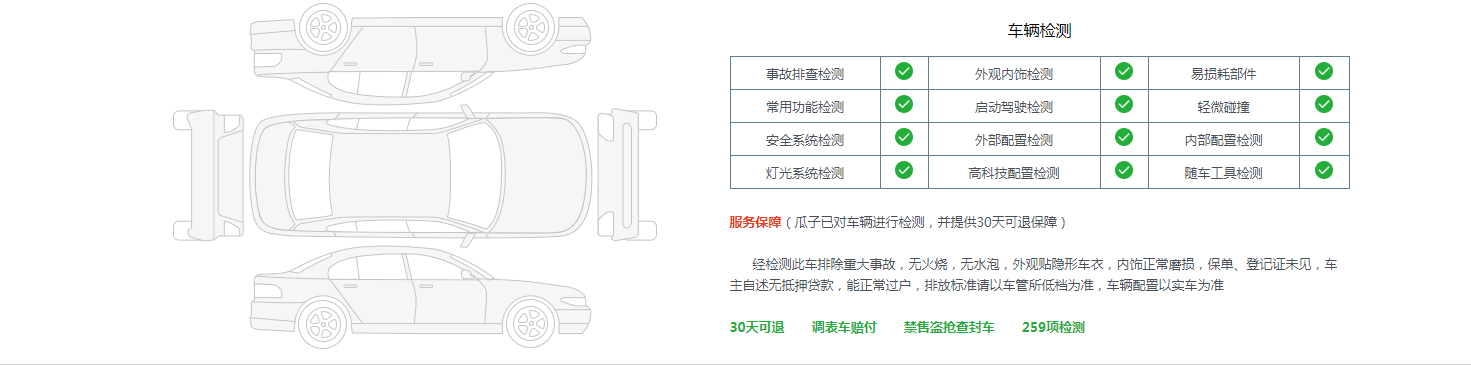 车辆检测
事故排查检测 外观内饰检测 易损耗部件
常用功能检测 启动驾驶检测 轻微碰撞
安全系统检测 外部配置检测 内部配置检测
灯光系统检测 高科技配置检测 随车工具检测
服务保障（瓜子已对车辆进行检测，并提供30天可退保障）
经检测此车排除重大事故，无火烧，无水泡，外观贴隐形车衣，内饰正常磨损，保单、登记证未见，车
主自述无抵押贷款，能正常过户，排放标准请以车管所低档为准，车辆配置以实车为准
30天可退 调表车赔付 禁售盗抢查封车 259项检测